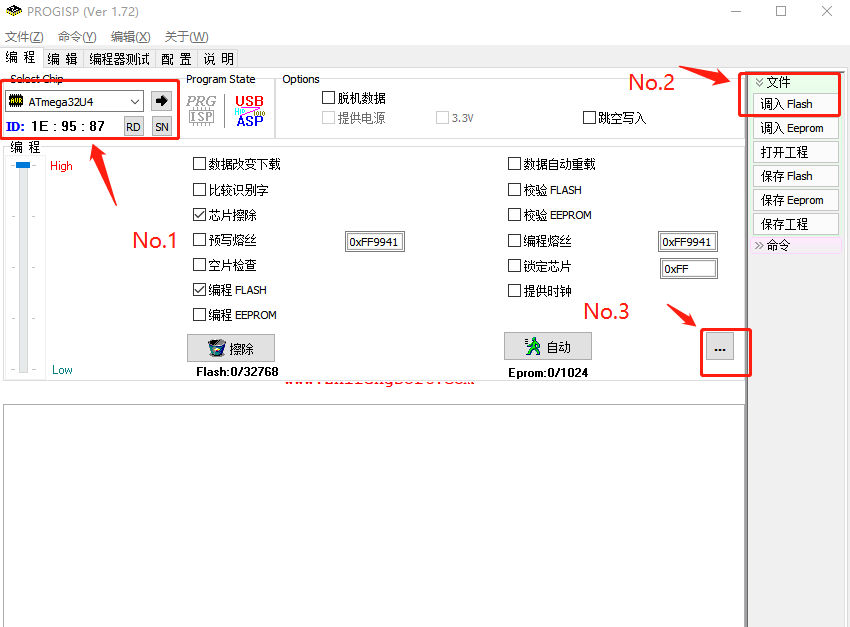 PROGISP (Ver 1.72)
文件(Z) 命令(Y) 编辑(X) 关于(W)
编 程 编 辑 编程器测试 配 置 说 明
Select Chip
ATmega32U4
ID: 1E : 95 : 87 RD SN
Program State
PRG
ISP
USB
ASP
Options
脱机数据
提供电源 3.3V 跳空写入
No.2
文件
调入 Flash
调入 Eeprom
打开工程
保存 Flash
保存 Eeprom
保存工程
命令
编 程
High
Low
No.1
数据改变下载 数据自动重载
比较识别字 校验 FLASH
芯片擦除 校验 EEPROM
预写熔丝 0xFF9941 编程熔丝 0xFF9941
空片检查 锁定芯片 0xFF
编程 FLASH 提供时钟
编程 EEPROM
No.3
擦除 自动 ...
Flash:0/32768 Eprom:0/1024